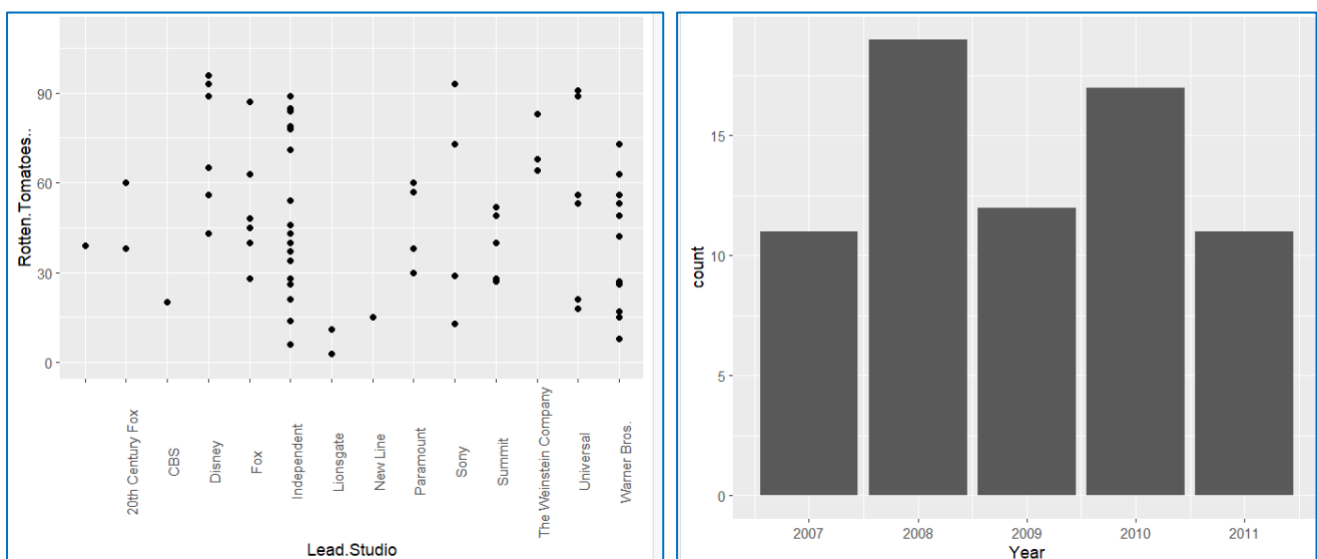 90
60
30
0
Rotten.Tomatoes..
20th Century Fox
CBS
Disney
Fox
Independent
Lionsgate
New Line
Paramount
Sony
Summit
The Weinstein Company
Universal
Warner Bros.
Lead.Studio
15
10
5
0
count
2007
2008
2009
2010
2011
Year